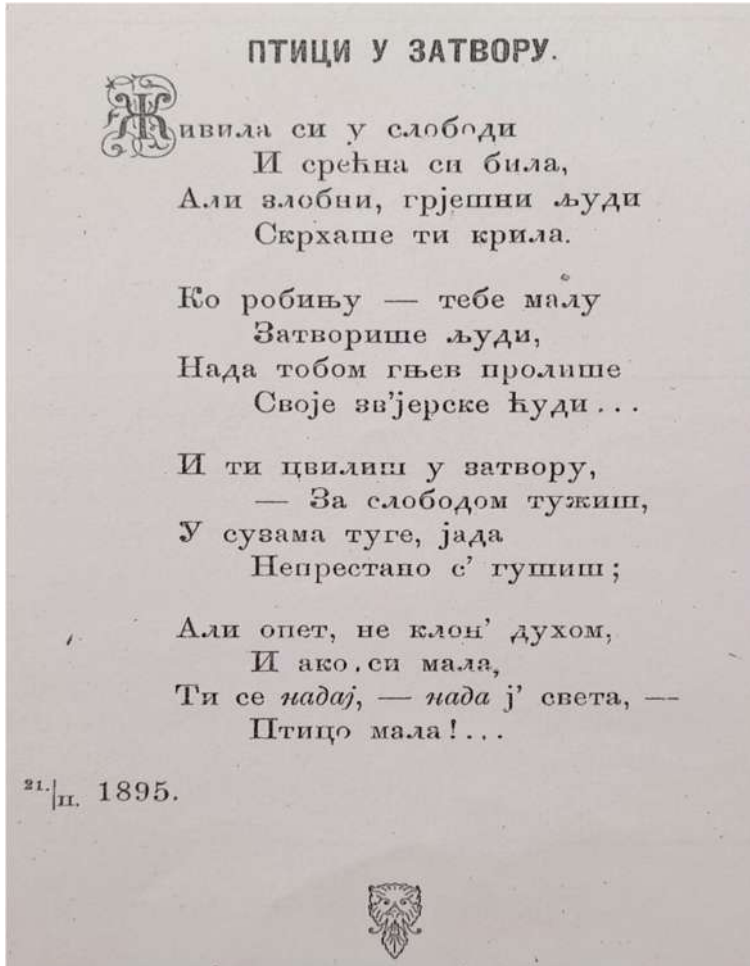 ПТИЦИ У ЗАТВОРУ.
Живила си у слободи
И срећна си била,
Али злобни, грјешни људи
Скрхаше ти крила.
Ко робињу — тебе малу
Затворише људи,
Нада тобом гњев пролише
Своје зв’јерске ћуди...
И ти цвилиш у затвору,
— За слободом тужиш,
У сузама туге, јада
Непрестано с’ гушиш;
Али опет, не клон’ духом,
И ако си мала,
Ти се надај, — нада ј’ света, —
Птицо мала!...
21./II. 1895.